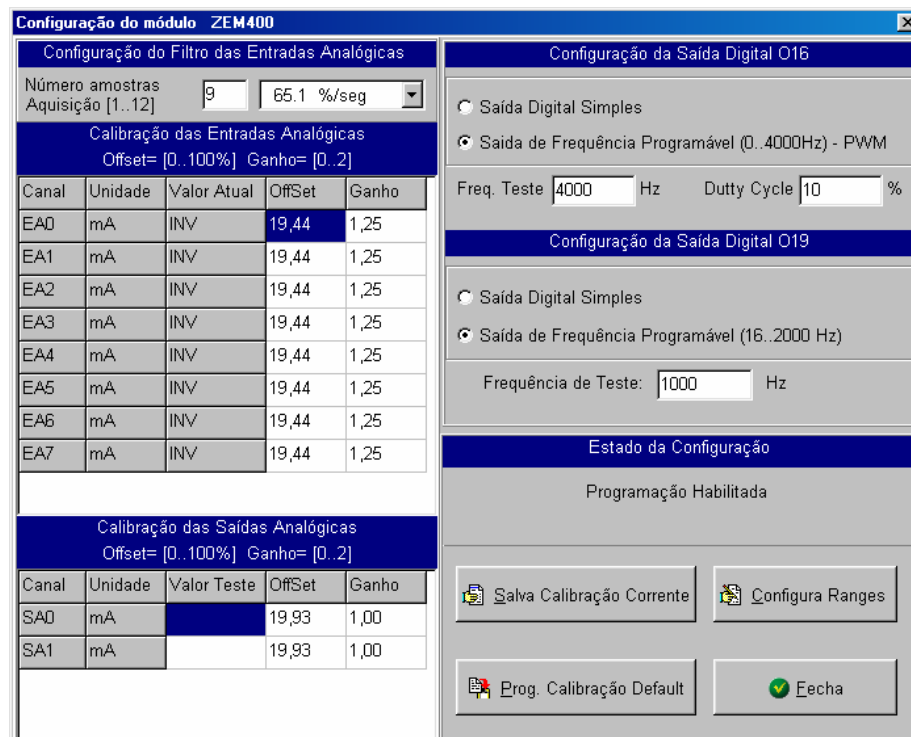 Configuração do módulo ZEM400
Configuração do Filtro das Entradas Analógicas
Número amostras
Aquisição [1..12]
9
65.1 %/seg
Calibração das Entradas Analógicas
Offset= [0..100%] Ganho= [0..2]
Canal Unidade Valor Atual OffSet Ganho
EA0 mA INV 19,44 1,25
EA1 mA INV 19,44 1,25
EA2 mA INV 19,44 1,25
EA3 mA INV 19,44 1,25
EA4 mA INV 19,44 1,25
EA5 mA INV 19,44 1,25
EA6 mA INV 19,44 1,25
EA7 mA INV 19,44 1,25
Calibração das Saídas Analógicas
Offset= [0..100%] Ganho= [0..2]
Canal Unidade Valor Teste OffSet Ganho
SA0 mA 19,93 1,00
SA1 mA 19,93 1,00
Configuração da Saída Digital O16
Saída Digital Simples
Saida de Frequência Programável (0..4000Hz) - PWM
Freq. Teste 4000 Hz Dutty Cycle 10 %
Configuração da Saída Digital O19
Saída Digital Simples
Saída de Frequência Programável (16..2000 Hz)
Frequência de Teste: 1000 Hz
Estado da Configuração
Programação Habilitada
Salva Calibração Corrente
Configura Ranges
Prog. Calibração Default
Fecha